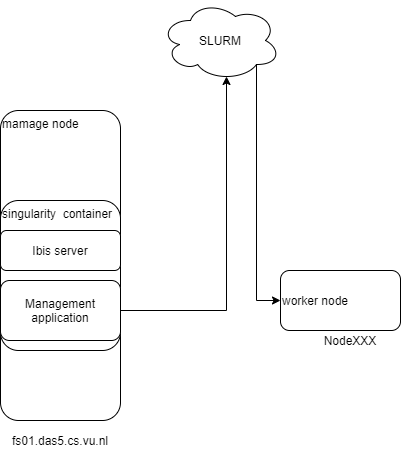 SLURM
mamage node
singularity container
Ibis server
Management
application
worker node
NodeXXX
fs01.das5.cs.vu.nl